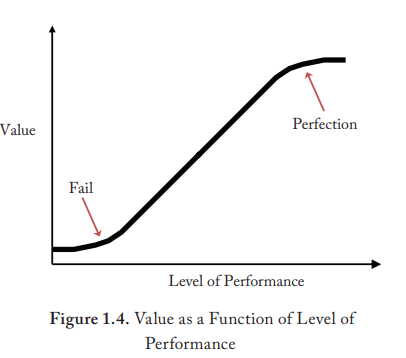 Value
Perfection
Fail
Level of Performance
Figure 1.4. Value as a Function of Level of
Performance